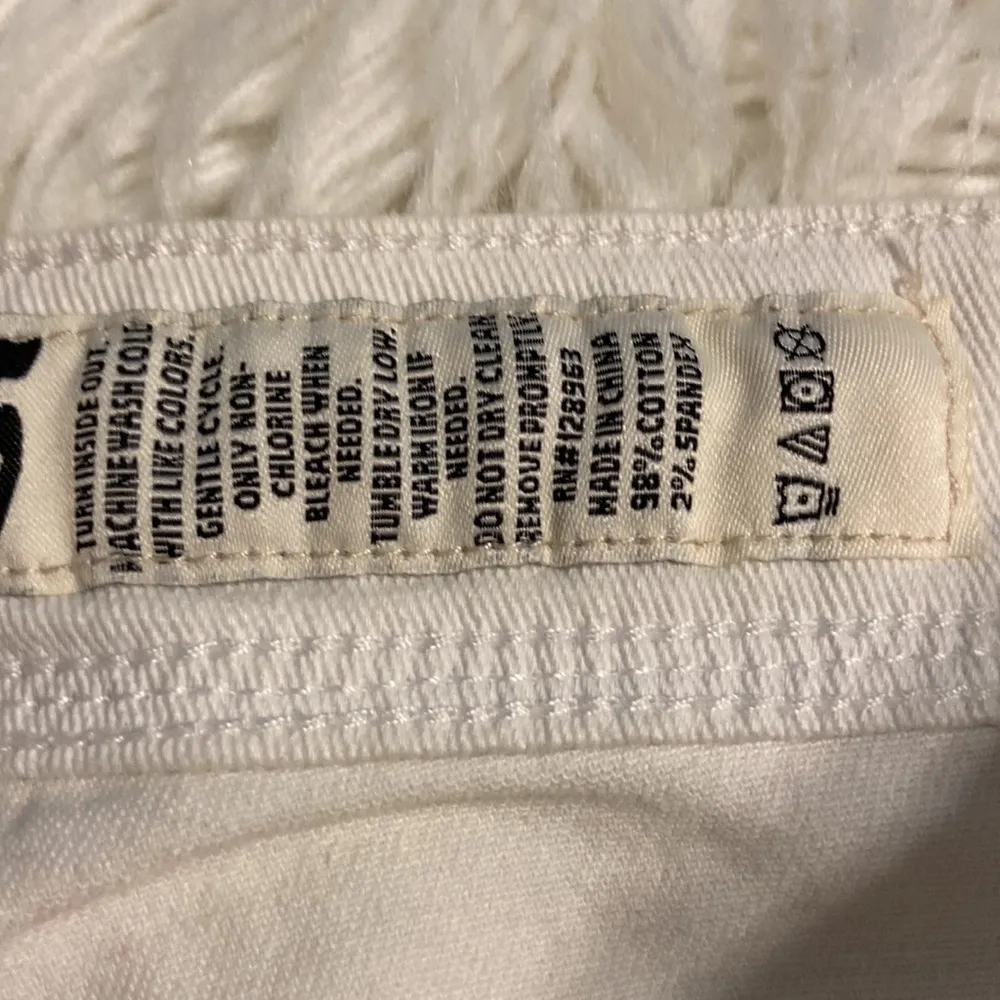 TURN INSIDE OUT.
MACHINE WASH COLD
WITH LIKE COLORS.
GENTLE CYCLE.
ONLY NON-
CHLORINE
BLEACH WHEN
NEEDED.
TUMBLE DRY LOW.
WARM IRON IF
NEEDED.
DO NOT DRY CLEAN
REMOVE PROMPTLY.
RN#128963
MADE IN CHINA
98% COTTON
2% SPANDEX